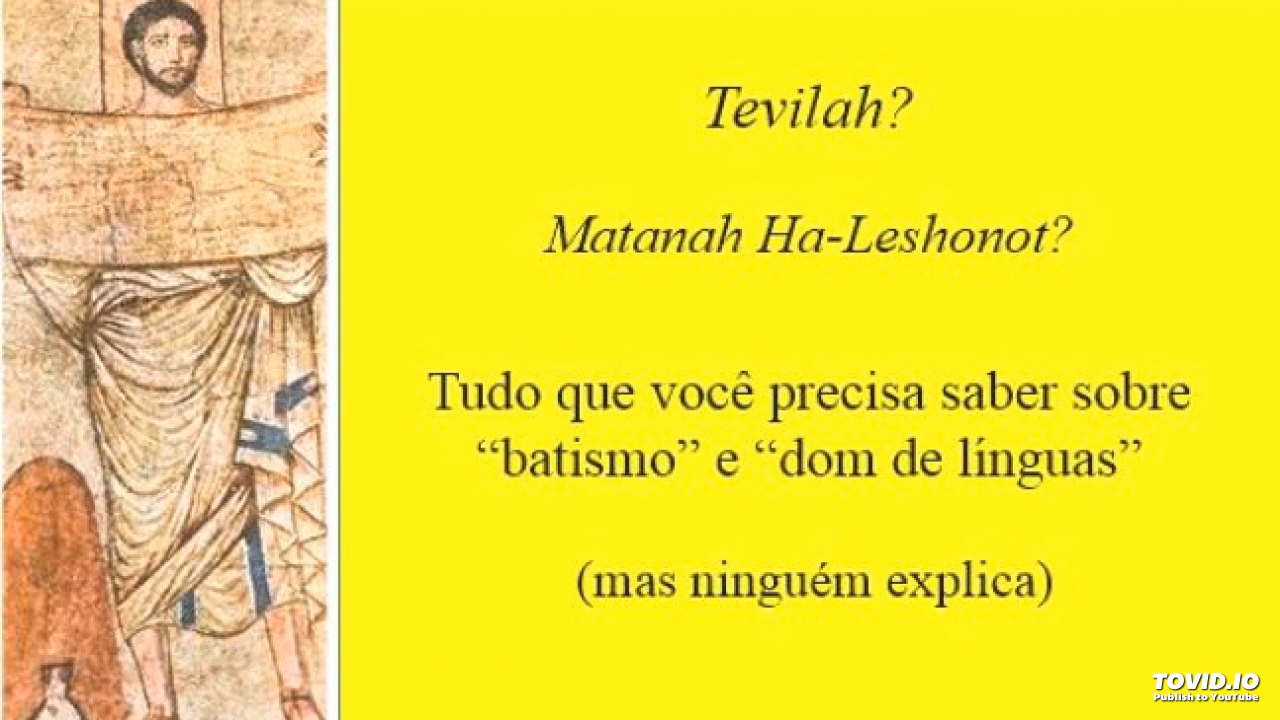 Tevilah?
Matanah Ha-Leshonot?
Tudo que você precisa saber sobre
“batismo” e “dom de línguas”
(mas ninguém explica)
TOVID.IO
Publish to YouTube